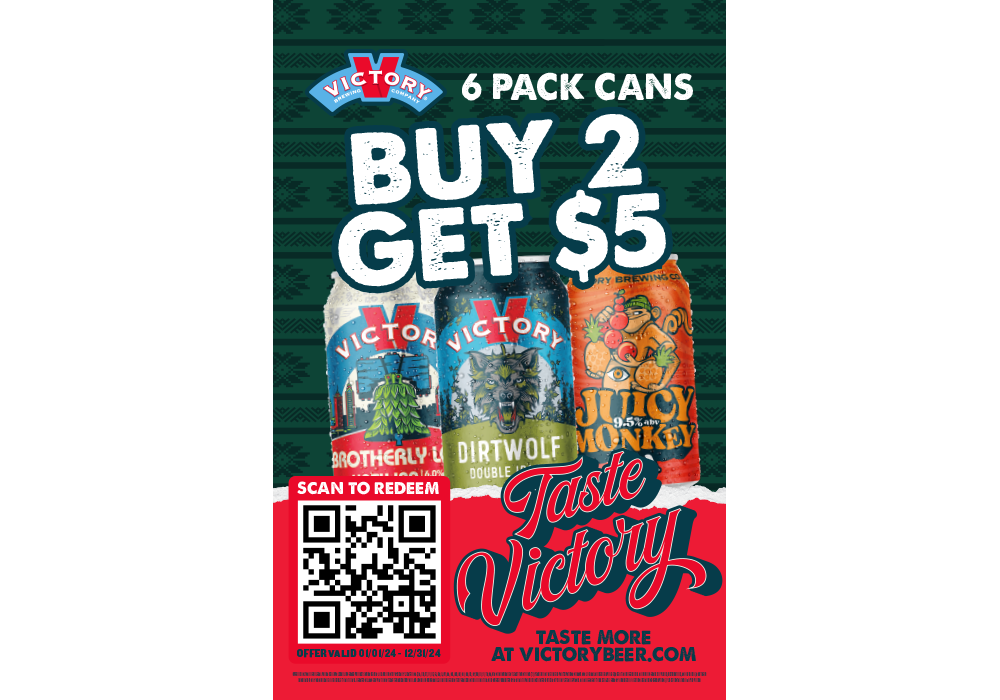 VICTORY
BREWING COMPANY
6 PACK CANS
BUY 2
GET $5
VICTOR
BROTHERLY
VICTORY
DIRTWOLF
DOUBLE
BREWING CO
JUICY
9.5% abv
MONKEY
SCAN TO REDEEM
OFFER VALID 01/01/24 - 12/31/24
Taste
Victory
TASTE MORE
AT VICTORYBEER.COM